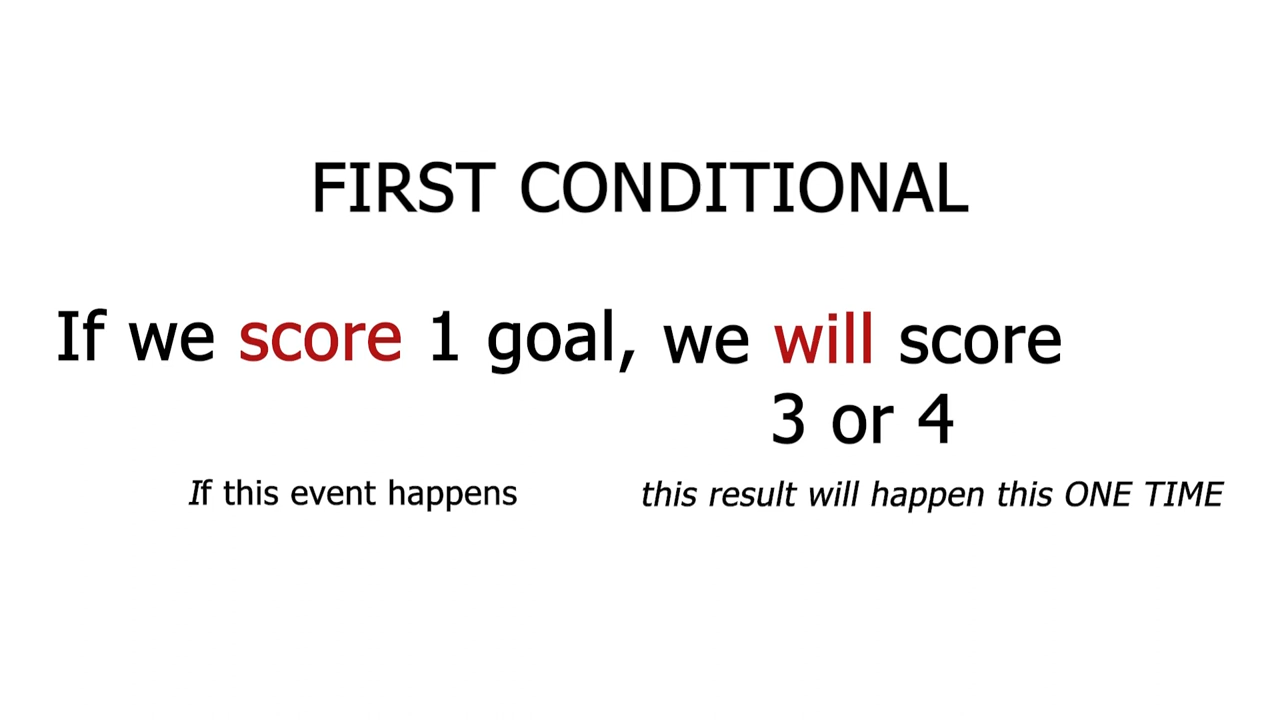 FIRST CONDITIONAL
If we score 1 goal, we will score
3 or 4
If this event happens
this result will happen this ONE TIME